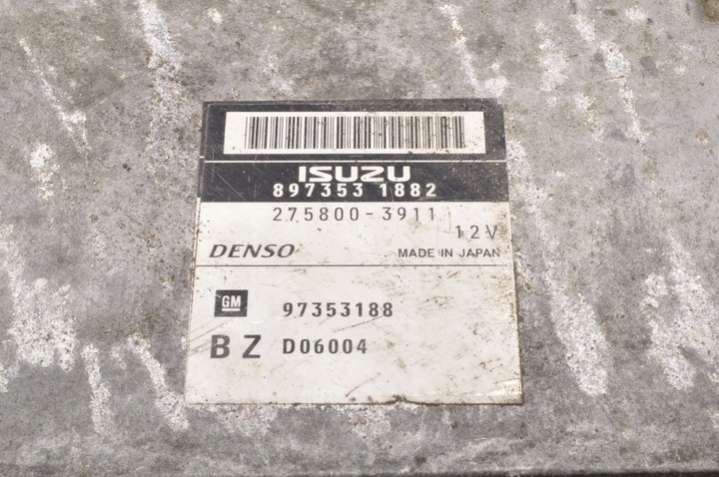 ISUZU
897353 1882
275800-3911
12V
DENSO MADE IN JAPAN
GM 97353188
BZ D06004